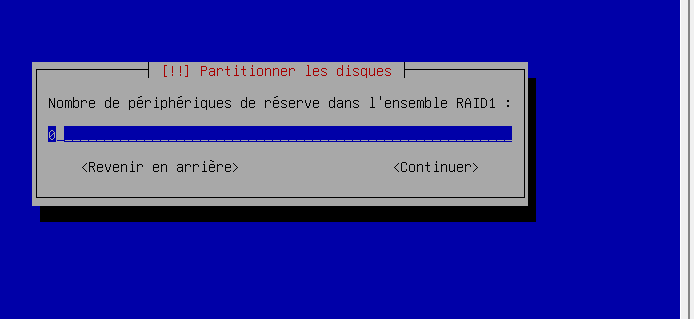 [!!] Partitionner les disques
Nombre de périphériques de réserve dans l'ensemble RAID1 :
0
<Revenir en arrière> <Continuer>